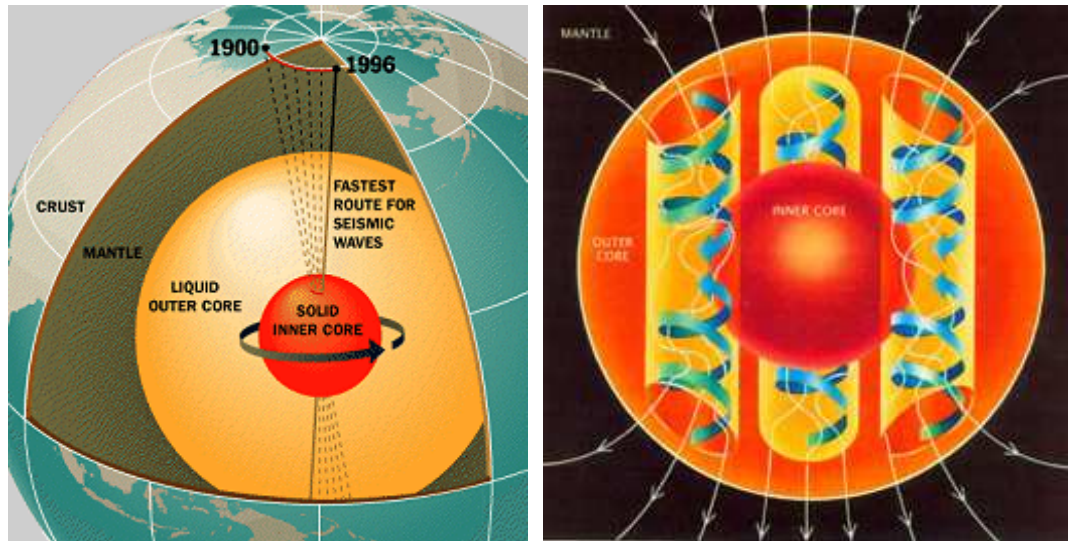 1900
1996
FASTEST
ROUTE FOR
SEISMIC
WAVES
CRUST
MANTLE
LIQUID
OUTER CORE
SOLID
INNER CORE
MANTLE
INNER CORE
OUTER
CORE